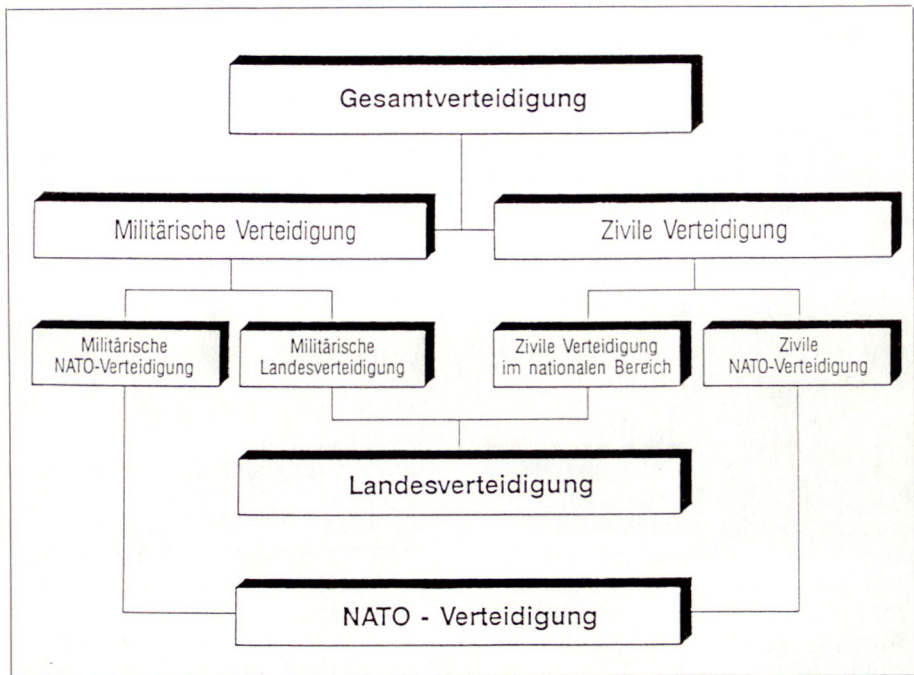 Gesamtverteidigung
Militärische Verteidigung
Zivile Verteidigung
Militärische
NATO-Verteidigung
Militärische
Landesverteidigung
Zivile Verteidigung
im nationalen Bereich
Zivile
NATO-Verteidigung
Landesverteidigung
NATO - Verteidigung